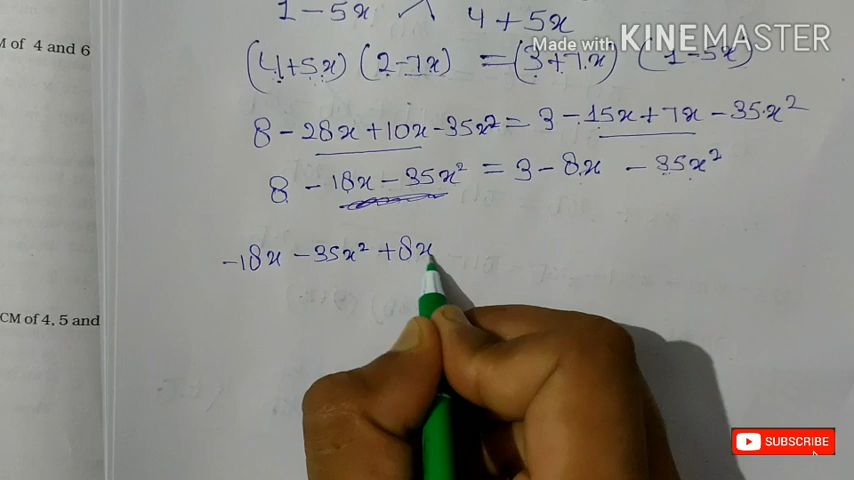 1-5x 4+5x
M of 4 and 6
Made with KINEMASTER
(4+5x) (2-7x) = (3+7x) (1-5x)
8 - 28x + 10x - 35x² = 3 - 15x + 7x - 35x²
8 - 18x - 35x² = 3 - 8x - 35x²
-18x - 35x² + 8x
CM of 4, 5 and
SUBSCRIBE